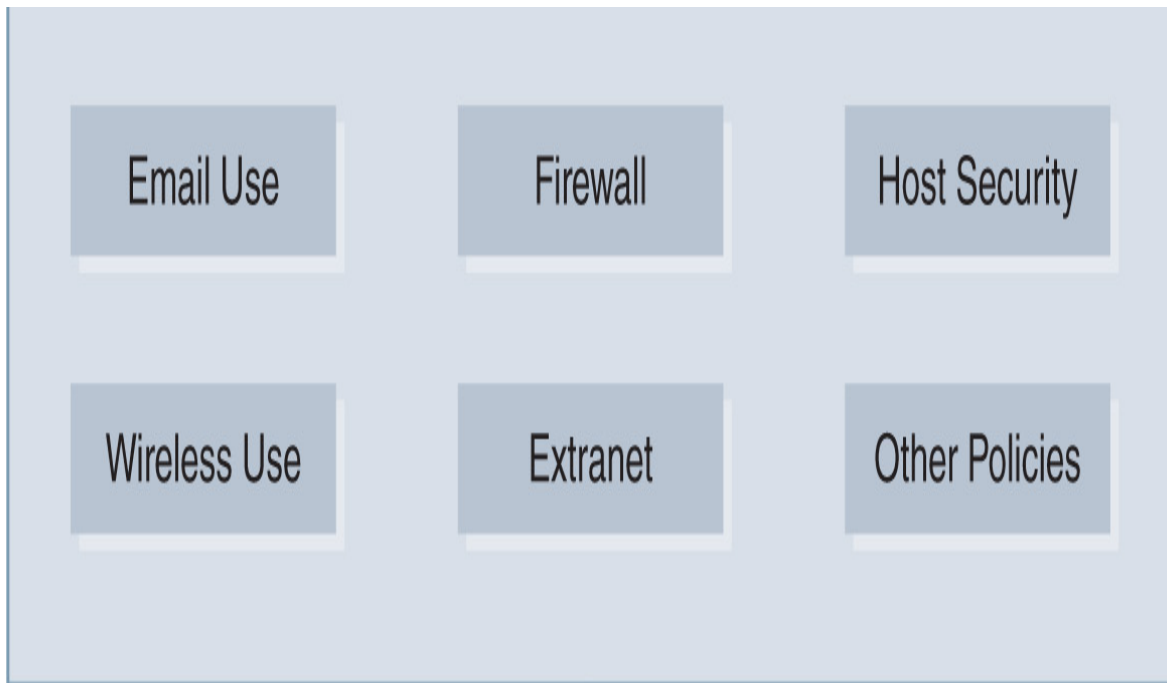 Email Use
Firewall
Host Security
Wireless Use
Extranet
Other Policies